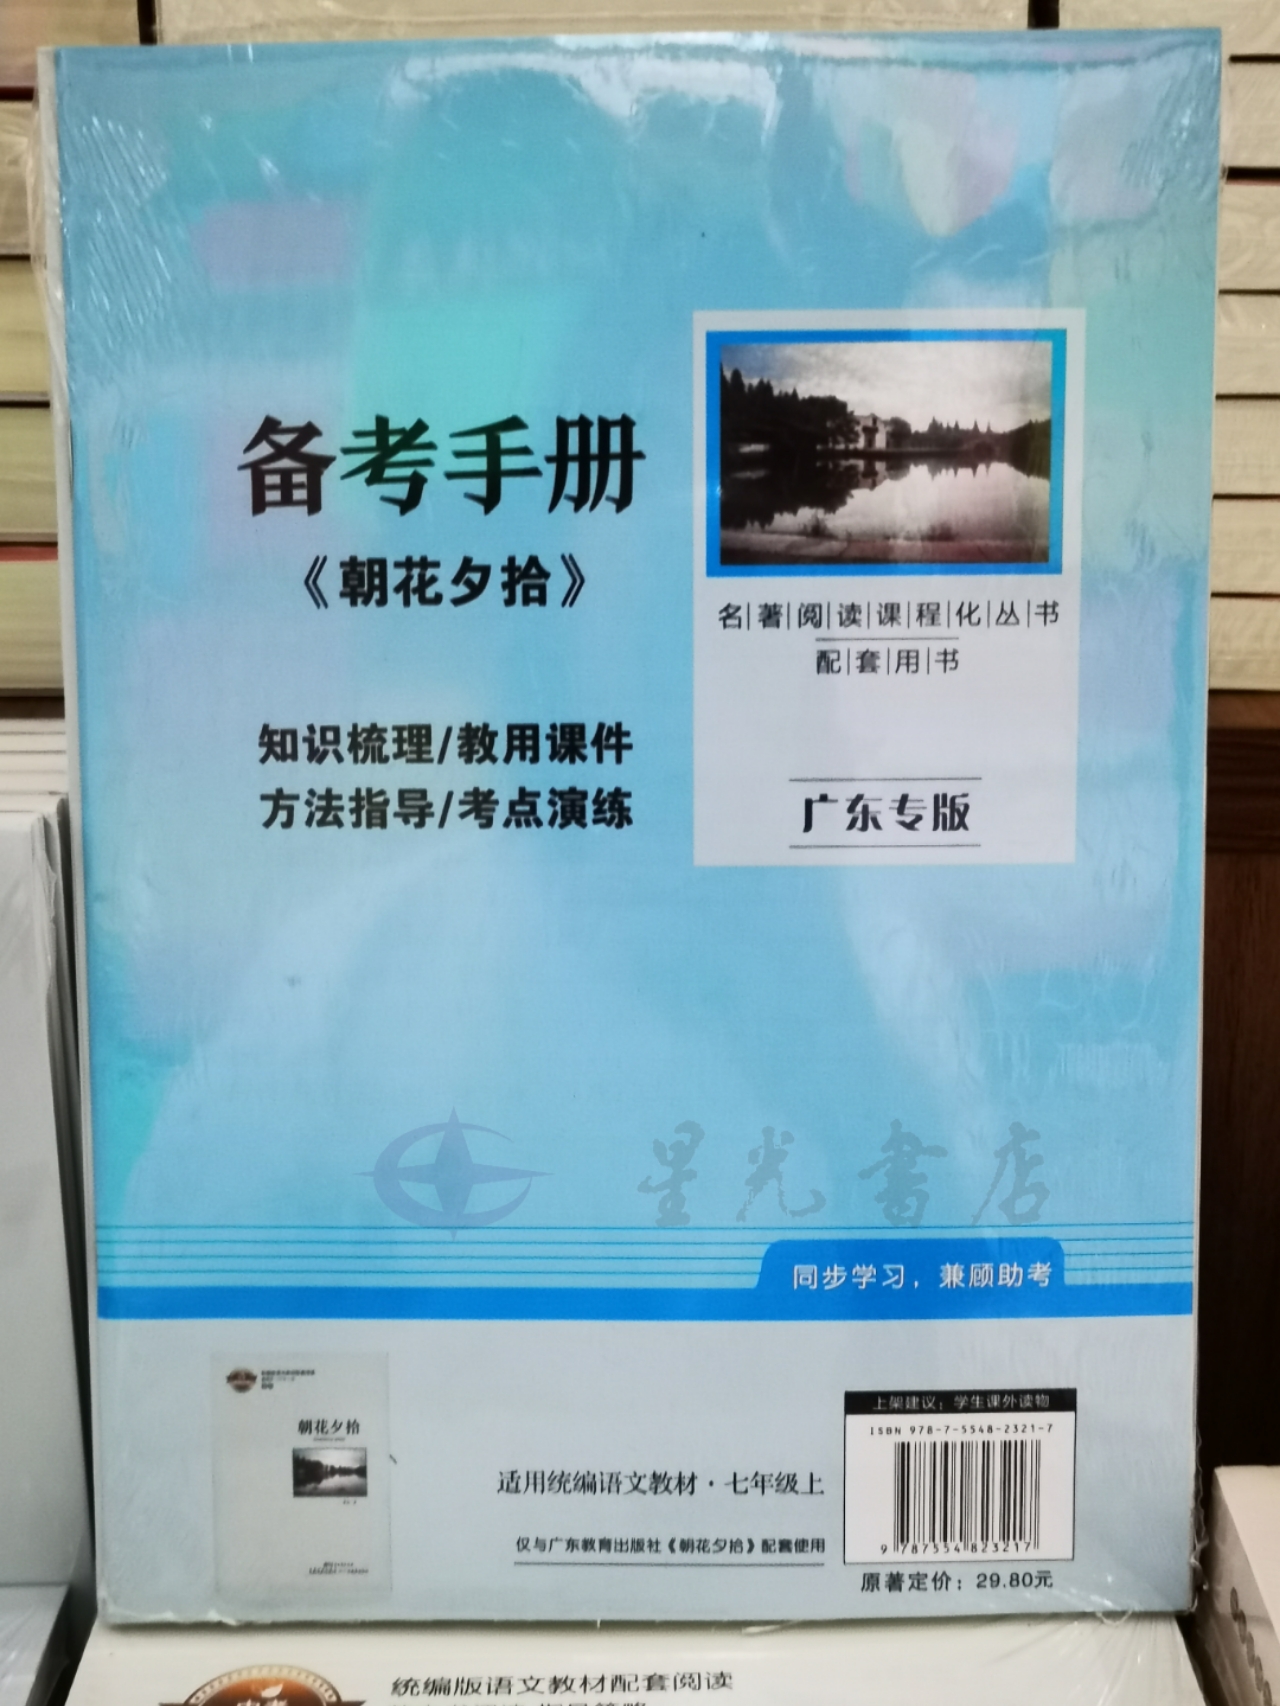 备考手册
《朝花夕拾》
名|著|阅|读|课|程|化|丛|书
配|套|用|书
知识梳理/教用课件
方法指导/考点演练
广东专版
星光書店
同步学习，兼顾助考
朝花夕拾
适用统编语文教材·七年级上
仅与广东教育出版社《朝花夕拾》配套使用
上架建议：学生课外读物
ISBN 978-7-5548-2321-7
9 787554 823217
原著定价：29.80元
统编版语文教材配套阅读